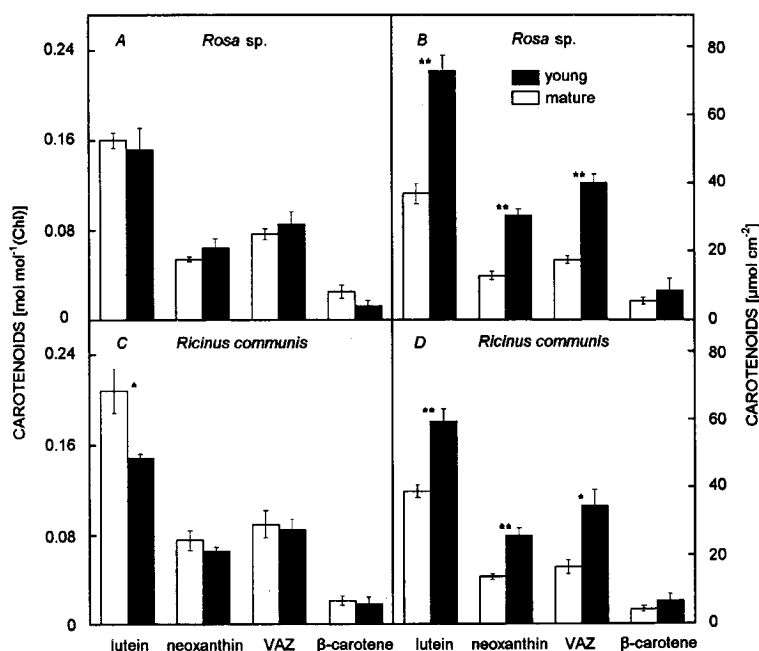 A Rosa sp.
B Rosa sp.
young
mature
**
**
**
0.24
0.16
0.08
0
80
60
40
20
0
CAROTENOIDS [mol mol⁻¹(Chl)]
CAROTENOIDS [µmol cm⁻²]
C Ricinus communis
D Ricinus communis
*
**
**
*
0.24
0.16
0.08
0
80
60
40
20
0
lutein neoxanthin VAZ β-carotene
lutein neoxanthin VAZ β-carotene